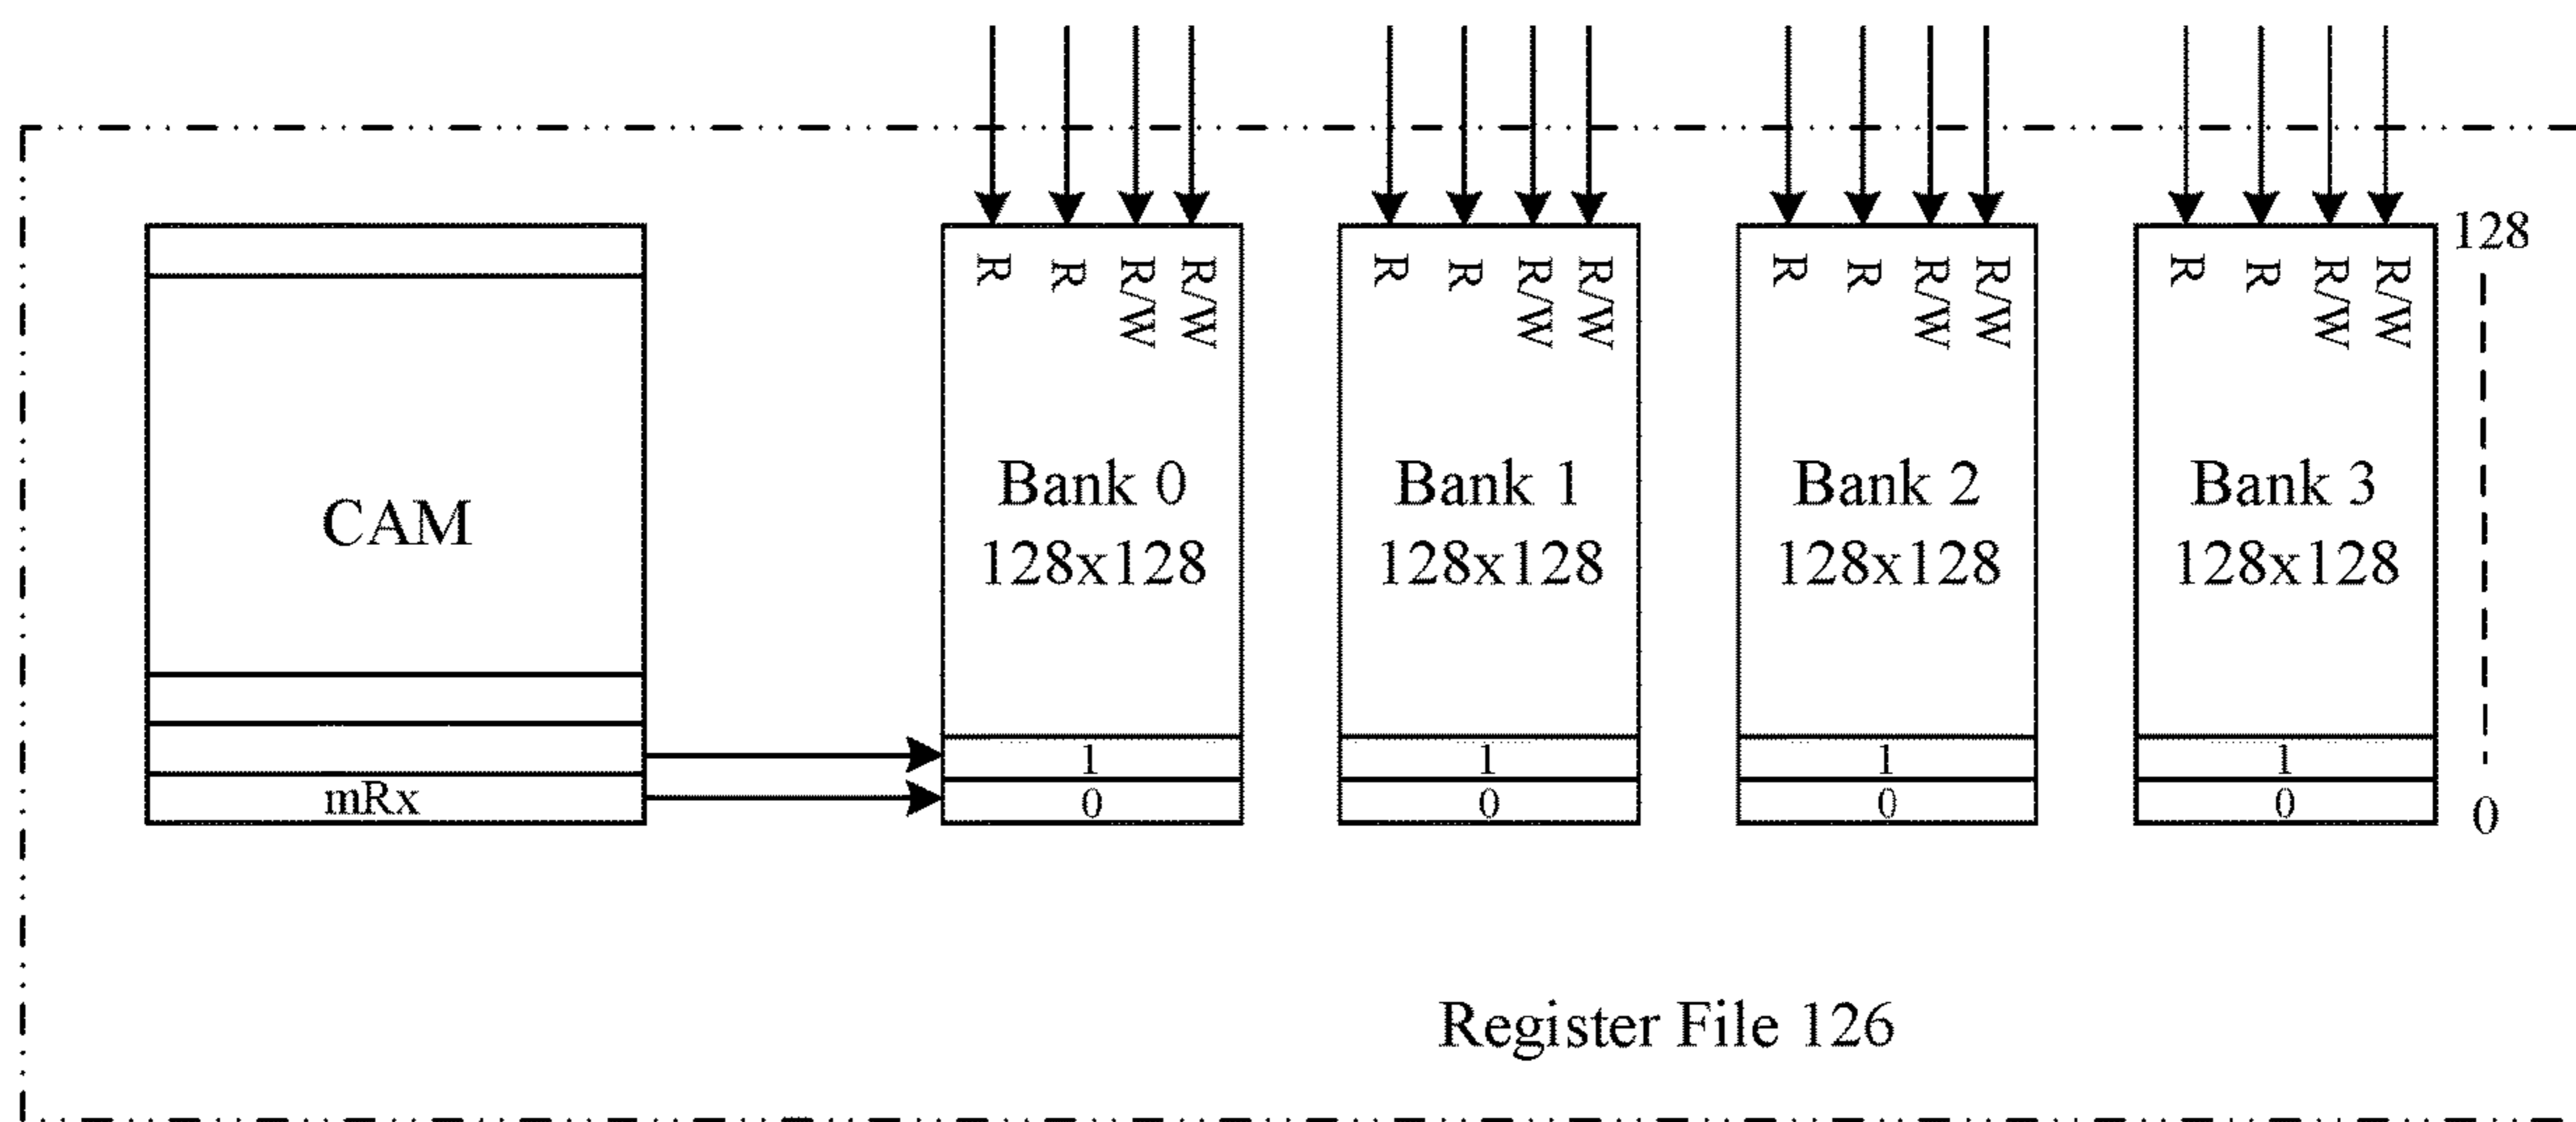 R R R/W R/W
R R R/W R/W
R R R/W R/W
R R R/W R/W
128
CAM
Bank 0
128x128
Bank 1
128x128
Bank 2
128x128
Bank 3
128x128
1
1
1
1
mRx
0
0
0
0
0
Register File 126